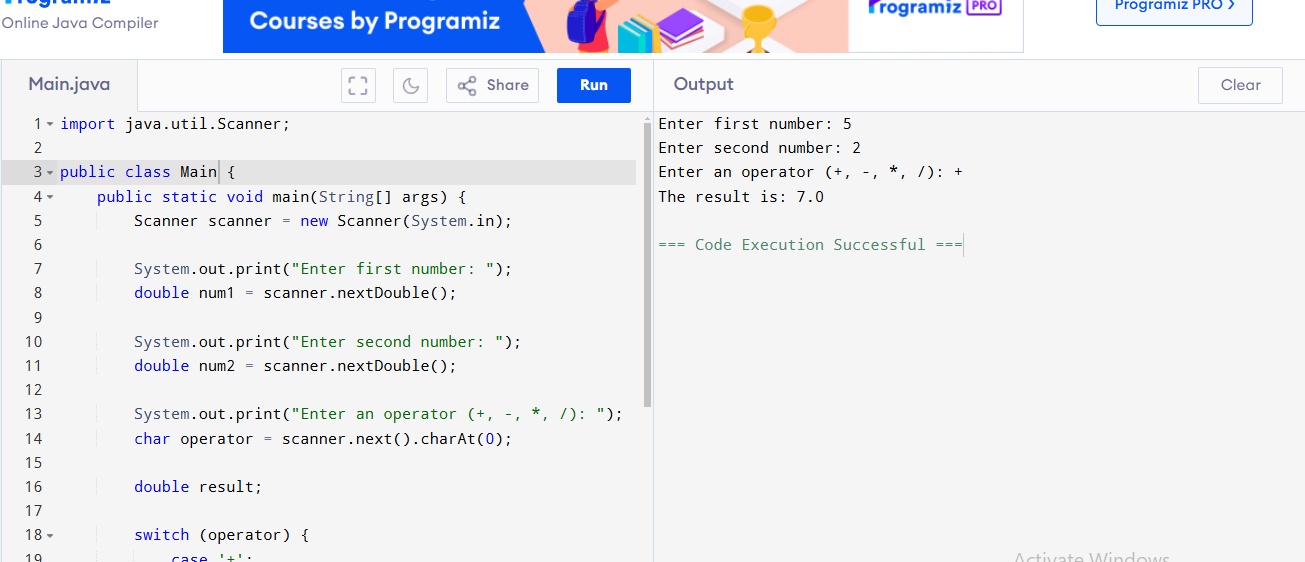 Programiz
Online Java Compiler
Courses by Programiz
Programiz PRO
Programiz PRO >
Main.java
Share
Run
Output
Clear
1 import java.util.Scanner;
2
3 public class Main {
4 public static void main(String[] args) {
5 Scanner scanner = new Scanner(System.in);
6
7 System.out.print("Enter first number: ");
8 double num1 = scanner.nextDouble();
9
10 System.out.print("Enter second number: ");
11 double num2 = scanner.nextDouble();
12
13 System.out.print("Enter an operator (+, -, *, /): ");
14 char operator = scanner.next().charAt(0);
15
16 double result;
17
18 switch (operator) {
19 case '+':
Enter first number: 5
Enter second number: 2
Enter an operator (+, -, *, /): +
The result is: 7.0
=== Code Execution Successful ===
Activate Windows